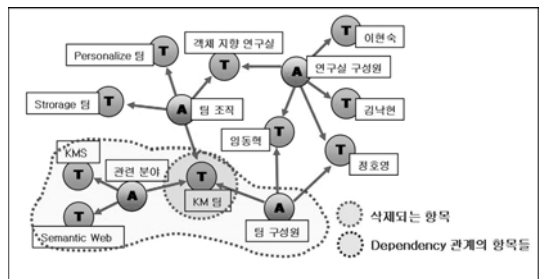 객체 지향 연구실
이현숙
Personalize 팀
T
T
T
A
연구실 구성원
Strorage 팀
T
A
팀 조직
T
김낙현
임동혁
T
KMS
관련 분야
T
정호영
T
T
A
KM 팀
A
T
팀 구성원
삭제되는 항목
Semantic Web
Dependency 관계의 항목들